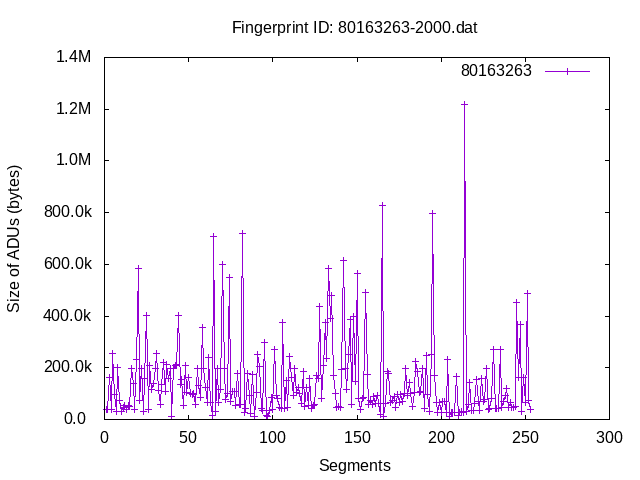 Fingerprint ID: 80163263-2000.dat
1.4M
80163263
1.2M
1.0M
800.0k
600.0k
400.0k
200.0k
0.0
Size of ADUs (bytes)
0 50 100 150 200 250 300
Segments